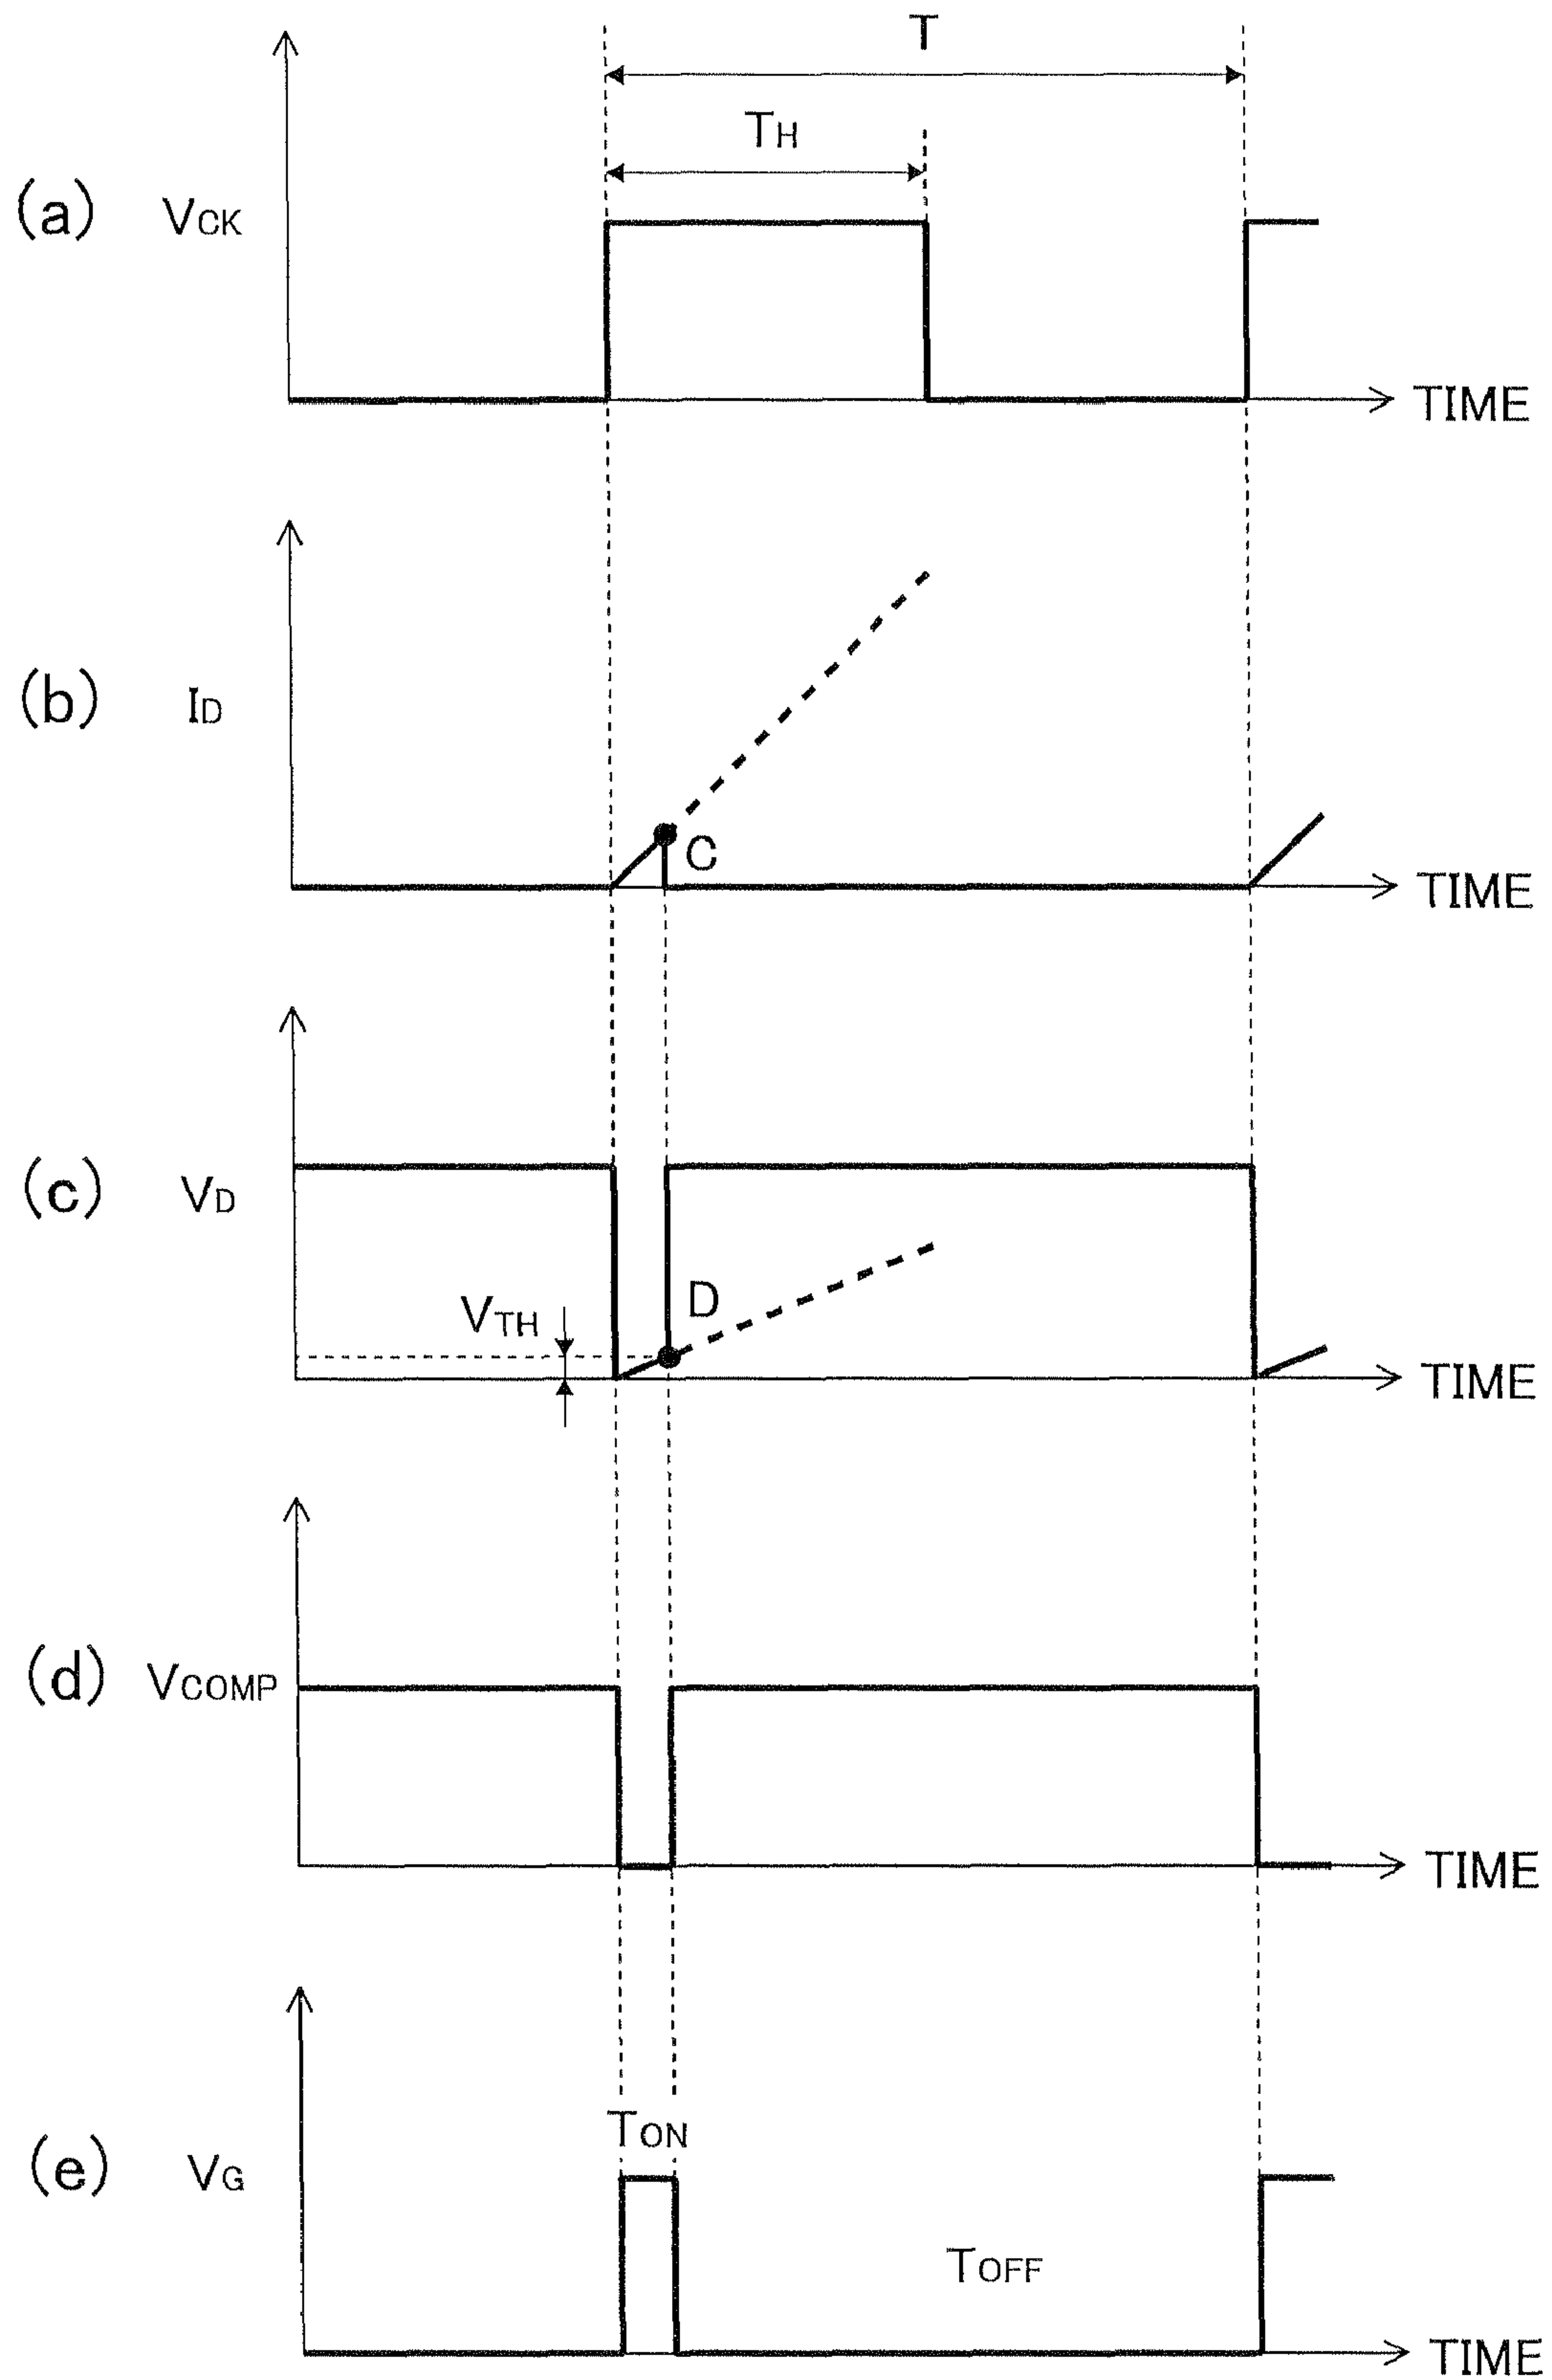 T
TH
(a) VCK
TIME
(b) ID
C
TIME
(c) VD
D
VTH
TIME
(d) VCOMP
TIME
TON
(e) VG
TOFF
TIME